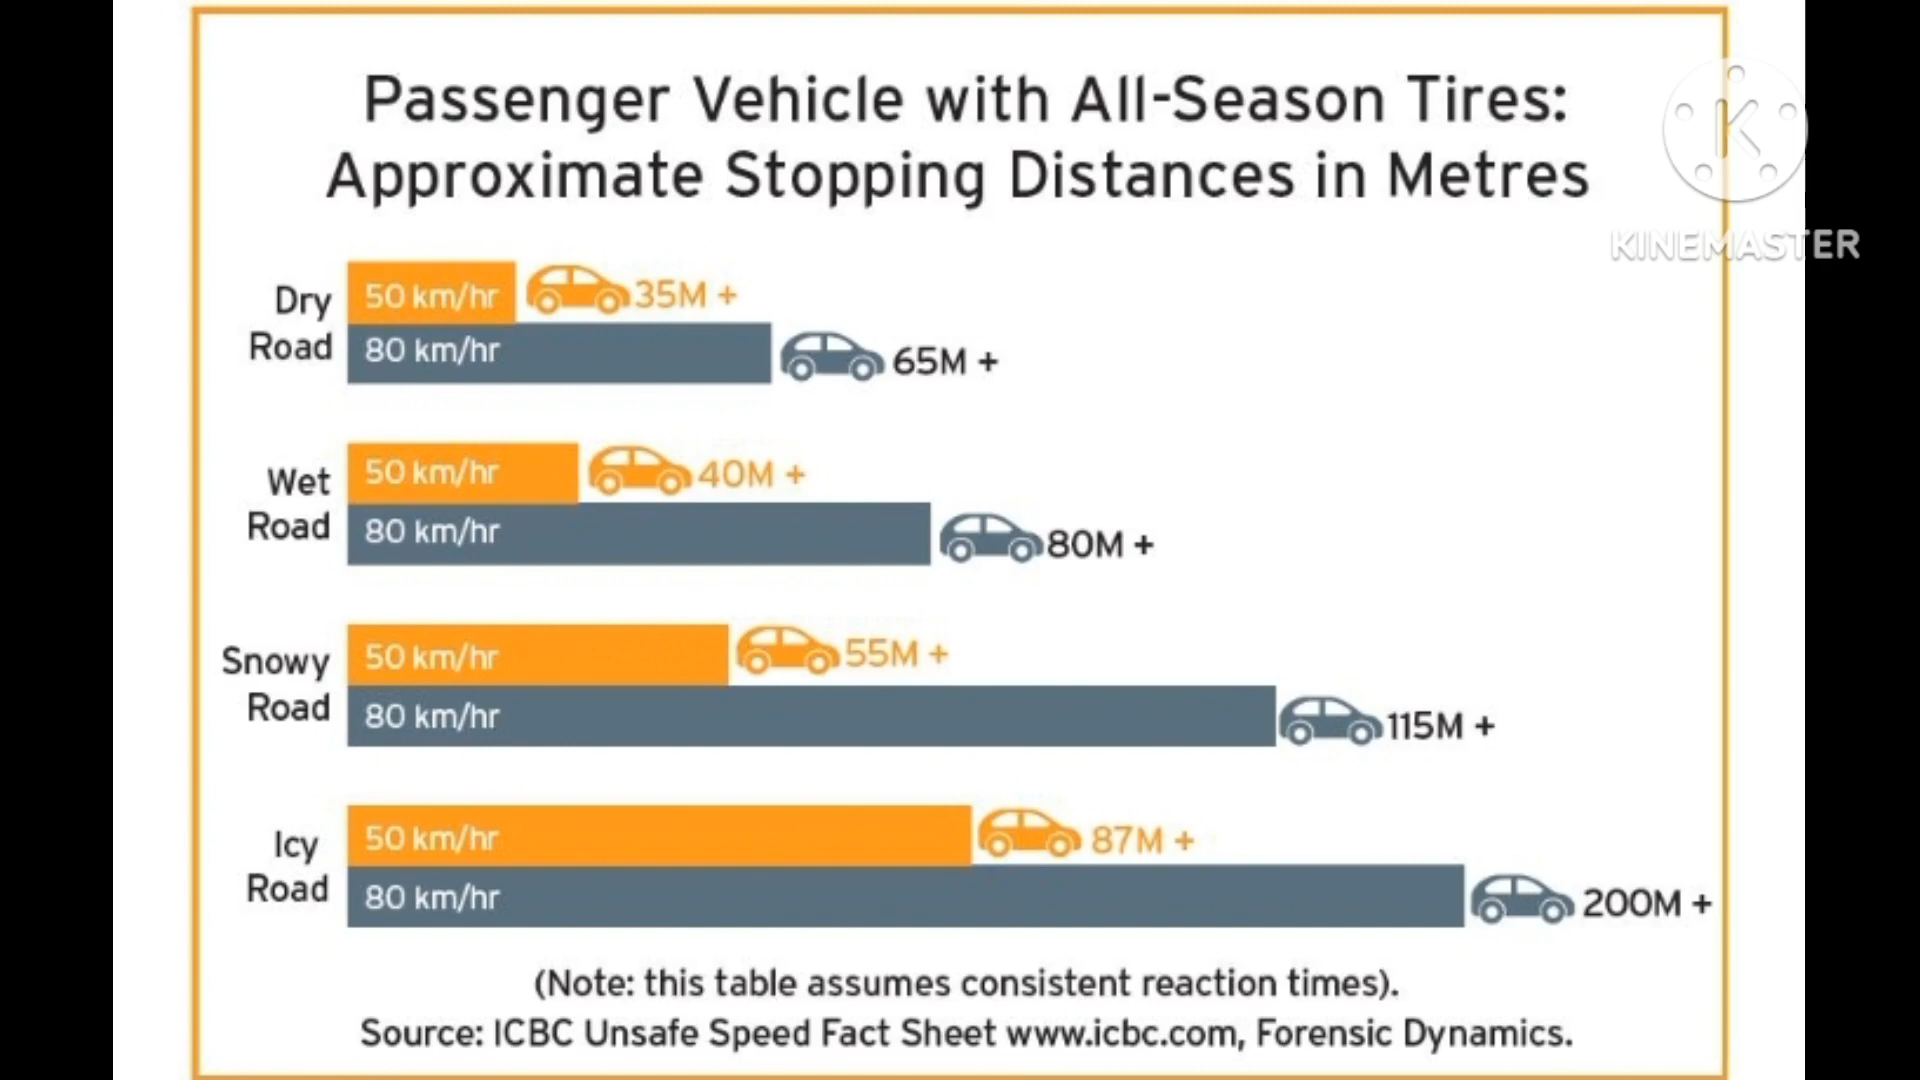 Passenger Vehicle with All-Season Tires:
Approximate Stopping Distances in Metres
K
KINEMASTER
Dry
Road
50 km/hr
35M +
80 km/hr
65M +
Wet
Road
50 km/hr
40M +
80 km/hr
80M +
Snowy
Road
50 km/hr
55M +
80 km/hr
115M +
Icy
Road
50 km/hr
87M +
80 km/hr
200M +
(Note: this table assumes consistent reaction times).
Source: ICBC Unsafe Speed Fact Sheet www.icbc.com, Forensic Dynamics.